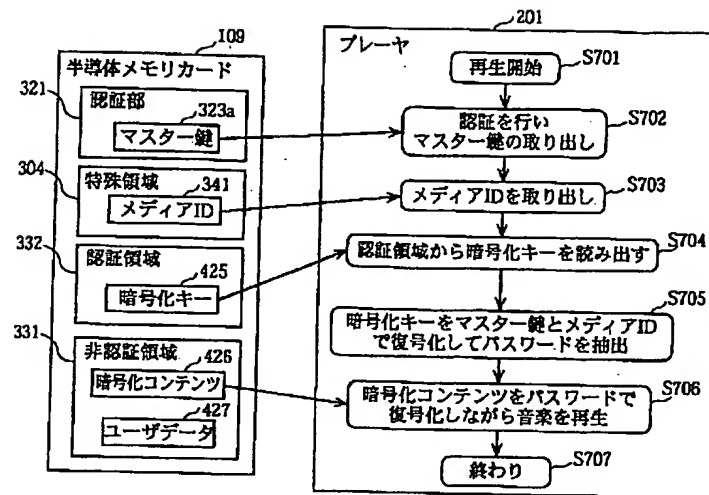 109
半導体メモリカード
321
認証部
323a
マスター鍵
304
特殊領域
341
メディアID
332
認証領域
425
暗号化キー
331
非認証領域
426
暗号化コンテンツ
427
ユーザデータ
201
プレーヤ
再生開始
S701
認証を行い
マスター鍵の取り出し
S702
メディアIDを取り出し
S703
認証領域から暗号化キーを読み出す
S704
暗号化キーをマスター鍵とメディアID
で復号化してパスワードを抽出
S705
暗号化コンテンツをパスワードで
復号化しながら音楽を再生
S706
終わり
S707